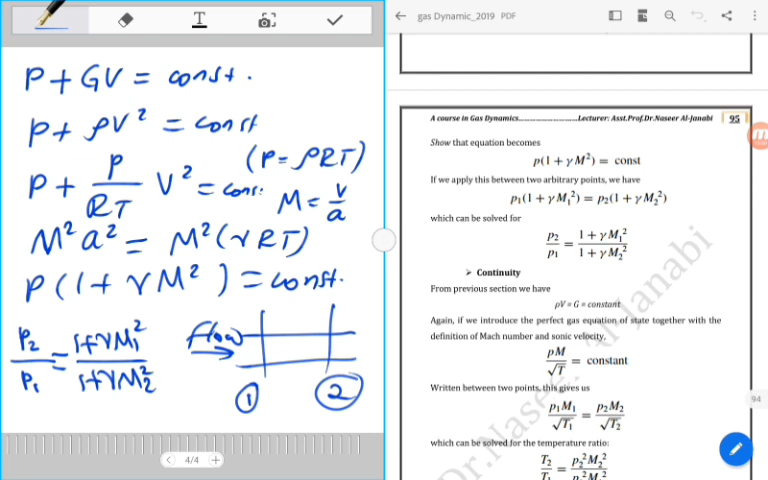 P + GV = const.
P + ρV² = const
(P = ρRT)
P + P/RT V² = cons:
M = V/a
M²a² = M²(γRT)
P(1 + γM²) = const.
P₂/P₁ = 1+γM₁²/1+γM₂²
Flow
① ②
4/4
gas Dynamic_2019 PDF
A course in Gas Dynamics Lecturer: Asst.Prof.Dr.Naseer Al-Janabi 95
Show that equation becomes
p(1 + γM²) = const
If we apply this between two arbitrary points, we have
p₁(1 + γM₁²) = p₂(1 + γM₂²)
which can be solved for
p₂/p₁ = 1 + γM₁²/1 + γM₂²
➤ Continuity
From previous section we have
ρV = G = constant
Again, if we introduce the perfect gas equation of state together with the
definition of Mach number and sonic velocity,
pM/√T = constant
Written between two points, this gives us
p₁M₁/√T₁ = p₂M₂/√T₂
which can be solved for the temperature ratio:
T₂/T₁ = p₂²M₂²/p₁²M₁²
94